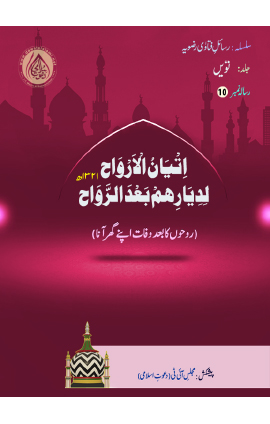 سلسلہ: رسائلِ فتاویٰ رضویہ
جلد: نویں
رسالہ نمبر 10
اِتْيَانُ الْاَرْوَاح
۱۳۲۱ھ
لِدِيَارِهِمْ بَعْدَ الرَّوَاح
(روحوں کا بعد وفات اپنے گھر آنا)
پیشکش: مجلس آئی ٹی (دعوتِ اسلامی)